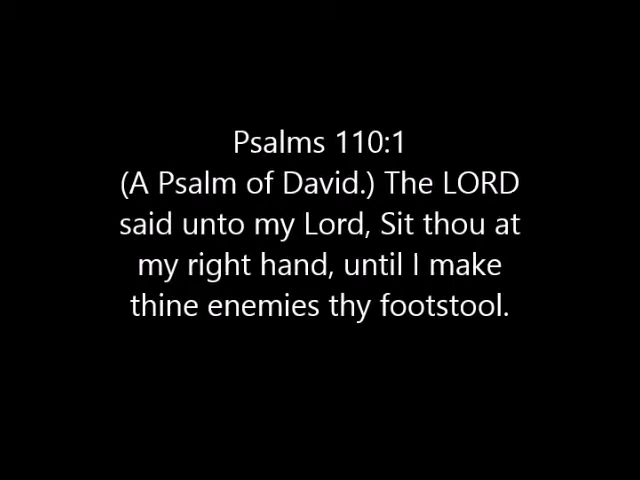 Psalms 110:1
(A Psalm of David.) The LORD
said unto my Lord, Sit thou at
my right hand, until I make
thine enemies thy footstool.